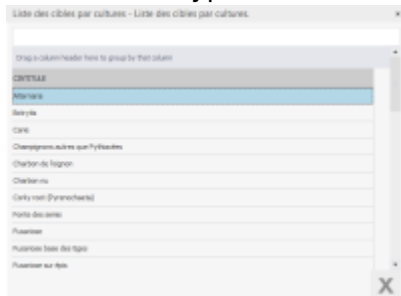 Liste des cibles par cultures - Liste des cibles par cultures.
Drag a column header here to group by that column
Alternaria
Botrytis
Carie
Champignons autres que Pythiacées
Charbon de l'oignon
Charbon nu
Corky root (Pyrenochaeta)
Fonte des semis
Fusariose
Fusariose base des tiges
Fusariose sur épis
X